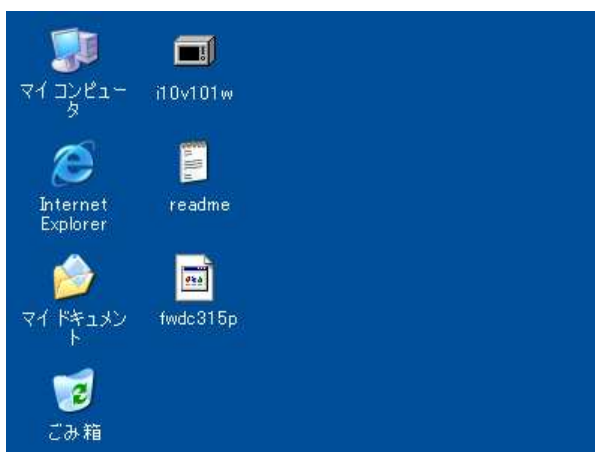 マイ コンピュー
タ
i10v101w
Internet
Explorer
readme
マイ ドキュメン
ト
fwdc315p
ごみ箱